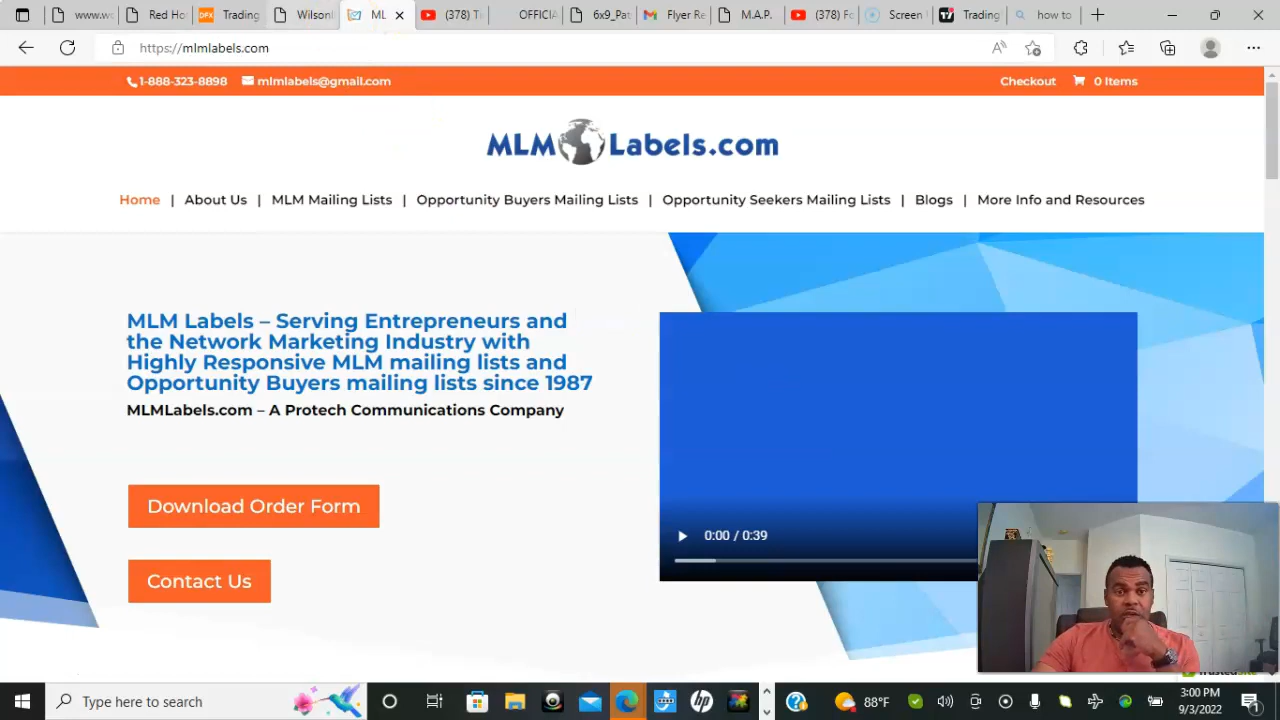 www.wo
Red Ho
Trading
Wilsonl
ML
(378) Tl
OFFICIA
6x9_Pat
Flyer Re
M.A.P.
(378) Fo
Screen
Trading
how to
https://mlmlabels.com
1-888-323-8898
mlmlabels@gmail.com
Checkout
0 Items
MLM Labels.com
Home | About Us | MLM Mailing Lists | Opportunity Buyers Mailing Lists | Opportunity Seekers Mailing Lists | Blogs | More Info and Resources
MLM Labels – Serving Entrepreneurs and
the Network Marketing Industry with
Highly Responsive MLM mailing lists and
Opportunity Buyers mailing lists since 1987
MLMLabels.com – A Protech Communications Company
Download Order Form
0:00 / 0:39
Contact Us
Type here to search
88°F
3:00 PM
9/3/2022